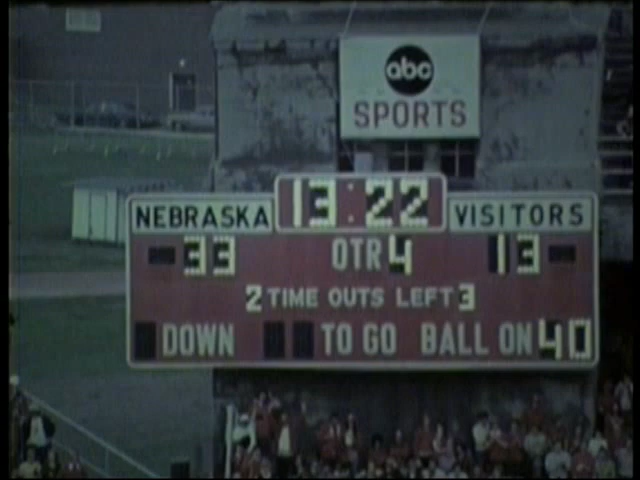 abc
SPORTS
NEBRASKA 13:22 VISITORS
33 QTR 4 13
2 TIME OUTS LEFT 3
DOWN TO GO BALL ON 40